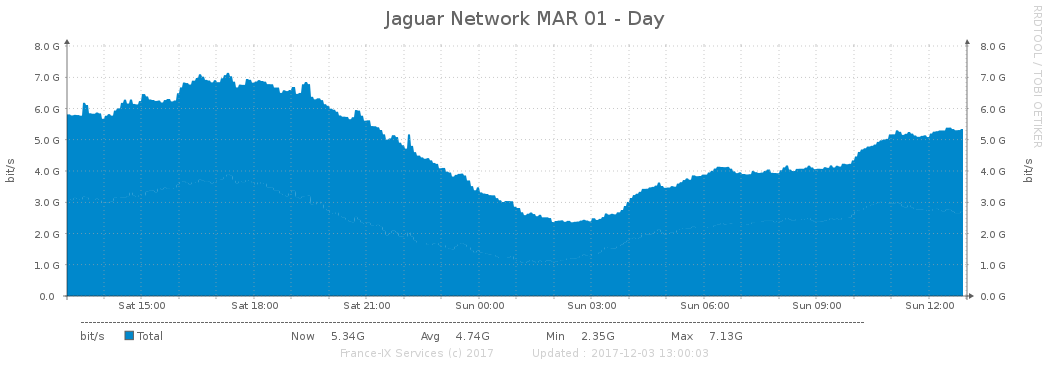 Jaguar Network MAR 01 - Day
RRDTOOL / TOBI OETIKER
bit/s
8.0 G
7.0 G
6.0 G
5.0 G
4.0 G
3.0 G
2.0 G
1.0 G
0.0
8.0 G
7.0 G
6.0 G
5.0 G
4.0 G
3.0 G
2.0 G
1.0 G
0.0 G
bit/s
Sat 15:00 Sat 18:00 Sat 21:00 Sun 00:00 Sun 03:00 Sun 06:00 Sun 09:00 Sun 12:00
bit/s Total Now 5.34G Avg 4.74G Min 2.35G Max 7.13G
France-IX Services (c) 2017 Updated : 2017-12-03 13:00:03